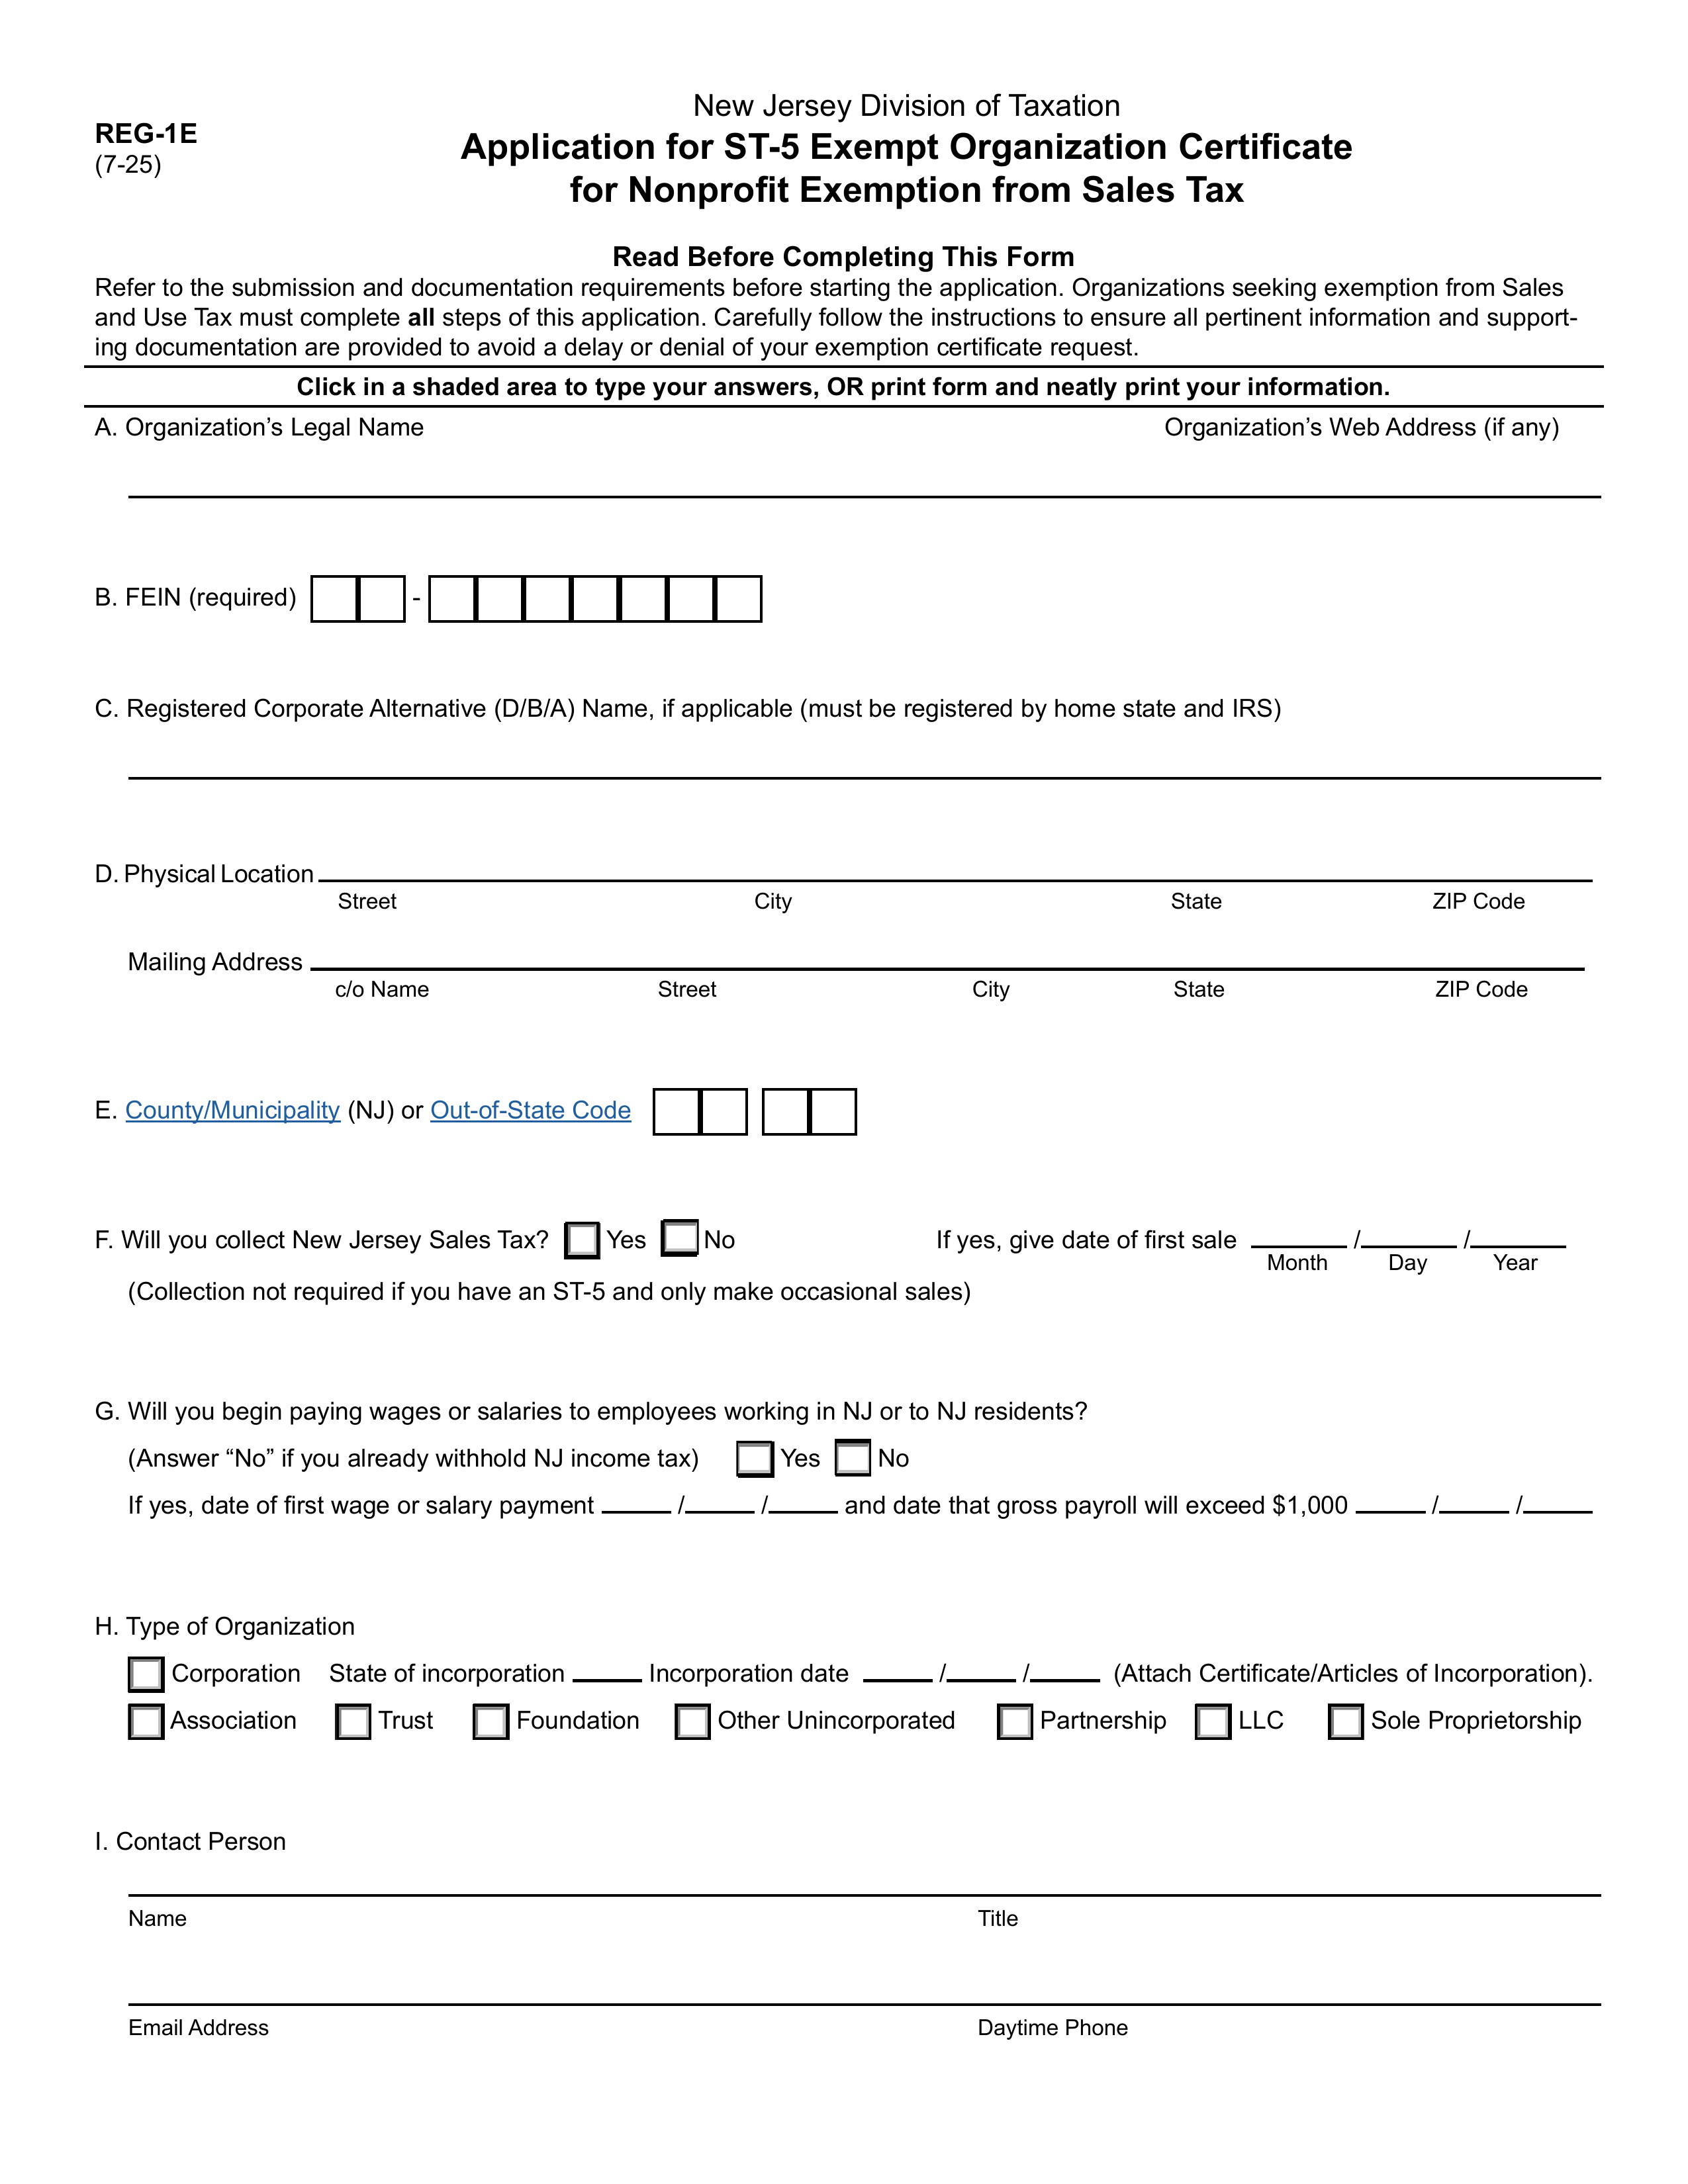 New Jersey Division of Taxation
REG-1E
(7-25)
Application for ST-5 Exempt Organization Certificate
for Nonprofit Exemption from Sales Tax
Read Before Completing This Form
Refer to the submission and documentation requirements before starting the application. Organizations seeking exemption from Sales
and Use Tax must complete all steps of this application. Carefully follow the instructions to ensure all pertinent information and support-
ing documentation are provided to avoid a delay or denial of your exemption certificate request.
Click in a shaded area to type your answers, OR print form and neatly print your information.
A. Organization’s Legal Name Organization’s Web Address (if any)
B. FEIN (required) -
C. Registered Corporate Alternative (D/B/A) Name, if applicable (must be registered by home state and IRS)
D. Physical Location
Street City State ZIP Code
Mailing Address
c/o Name Street City State ZIP Code
E. County/Municipality (NJ) or Out-of-State Code
F. Will you collect New Jersey Sales Tax? Yes No If yes, give date of first sale / /
Month Day Year
(Collection not required if you have an ST-5 and only make occasional sales)
G. Will you begin paying wages or salaries to employees working in NJ or to NJ residents?
(Answer “No” if you already withhold NJ income tax) Yes No
If yes, date of first wage or salary payment / / and date that gross payroll will exceed $1,000 / /
H. Type of Organization
Corporation State of incorporation Incorporation date / / (Attach Certificate/Articles of Incorporation).
Association Trust Foundation Other Unincorporated Partnership LLC Sole Proprietorship
I. Contact Person
Name Title
Email Address Daytime Phone